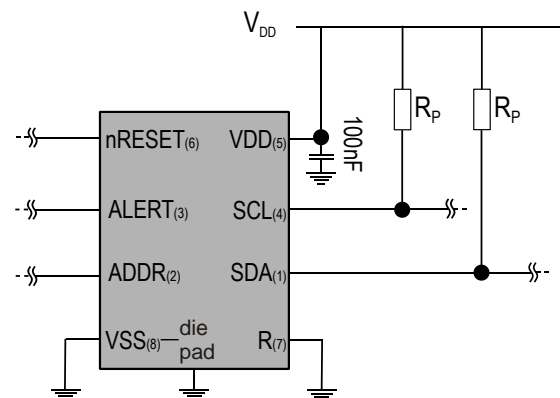 VDD
RP
RP
100nF
nRESET(6)
VDD(5)
ALERT(3)
SCL(4)
ADDR(2)
SDA(1)
VSS(8)
die
pad
R(7)